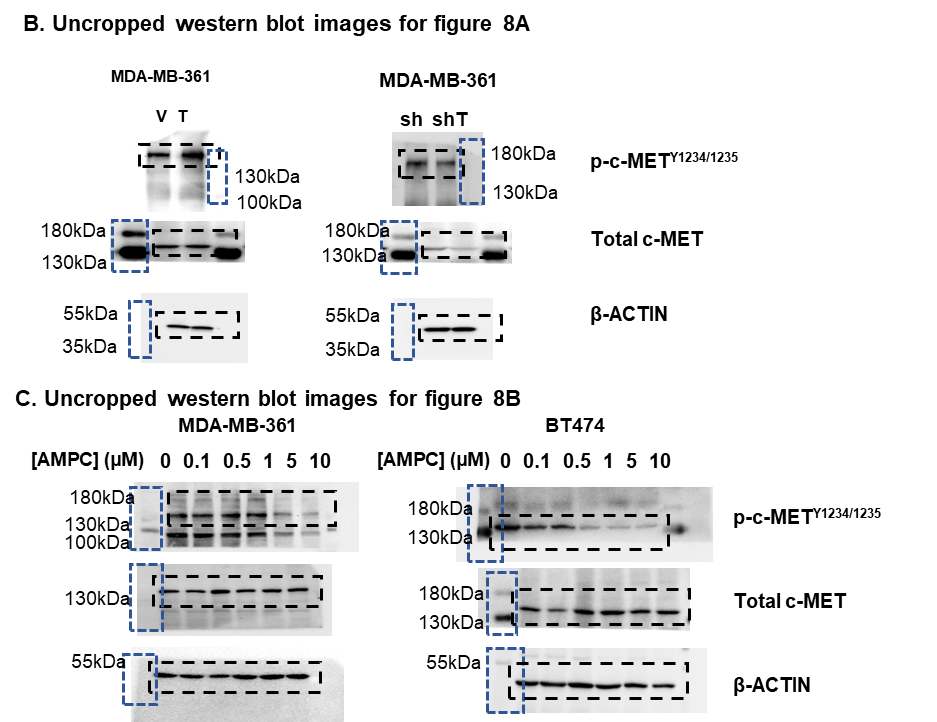 B. Uncropped western blot images for figure 8A
MDA-MB-361
MDA-MB-361
V T
sh shT
180kDa
p-c-METY1234/1235
130kDa
130kDa
100kDa
180kDa
180kDa
Total c-MET
130kDa
130kDa
55kDa
55kDa
β-ACTIN
35kDa
35kDa
C. Uncropped western blot images for figure 8B
MDA-MB-361
BT474
[AMPC] (µM) 0 0.1 0.5 1 5 10
[AMPC] (µM) 0 0.1 0.5 1 5 10
180kDa
180kDa
p-c-METY1234/1235
130kDa
130kDa
100kDa
130kDa
180kDa
Total c-MET
130kDa
55kDa
55kDa
β-ACTIN